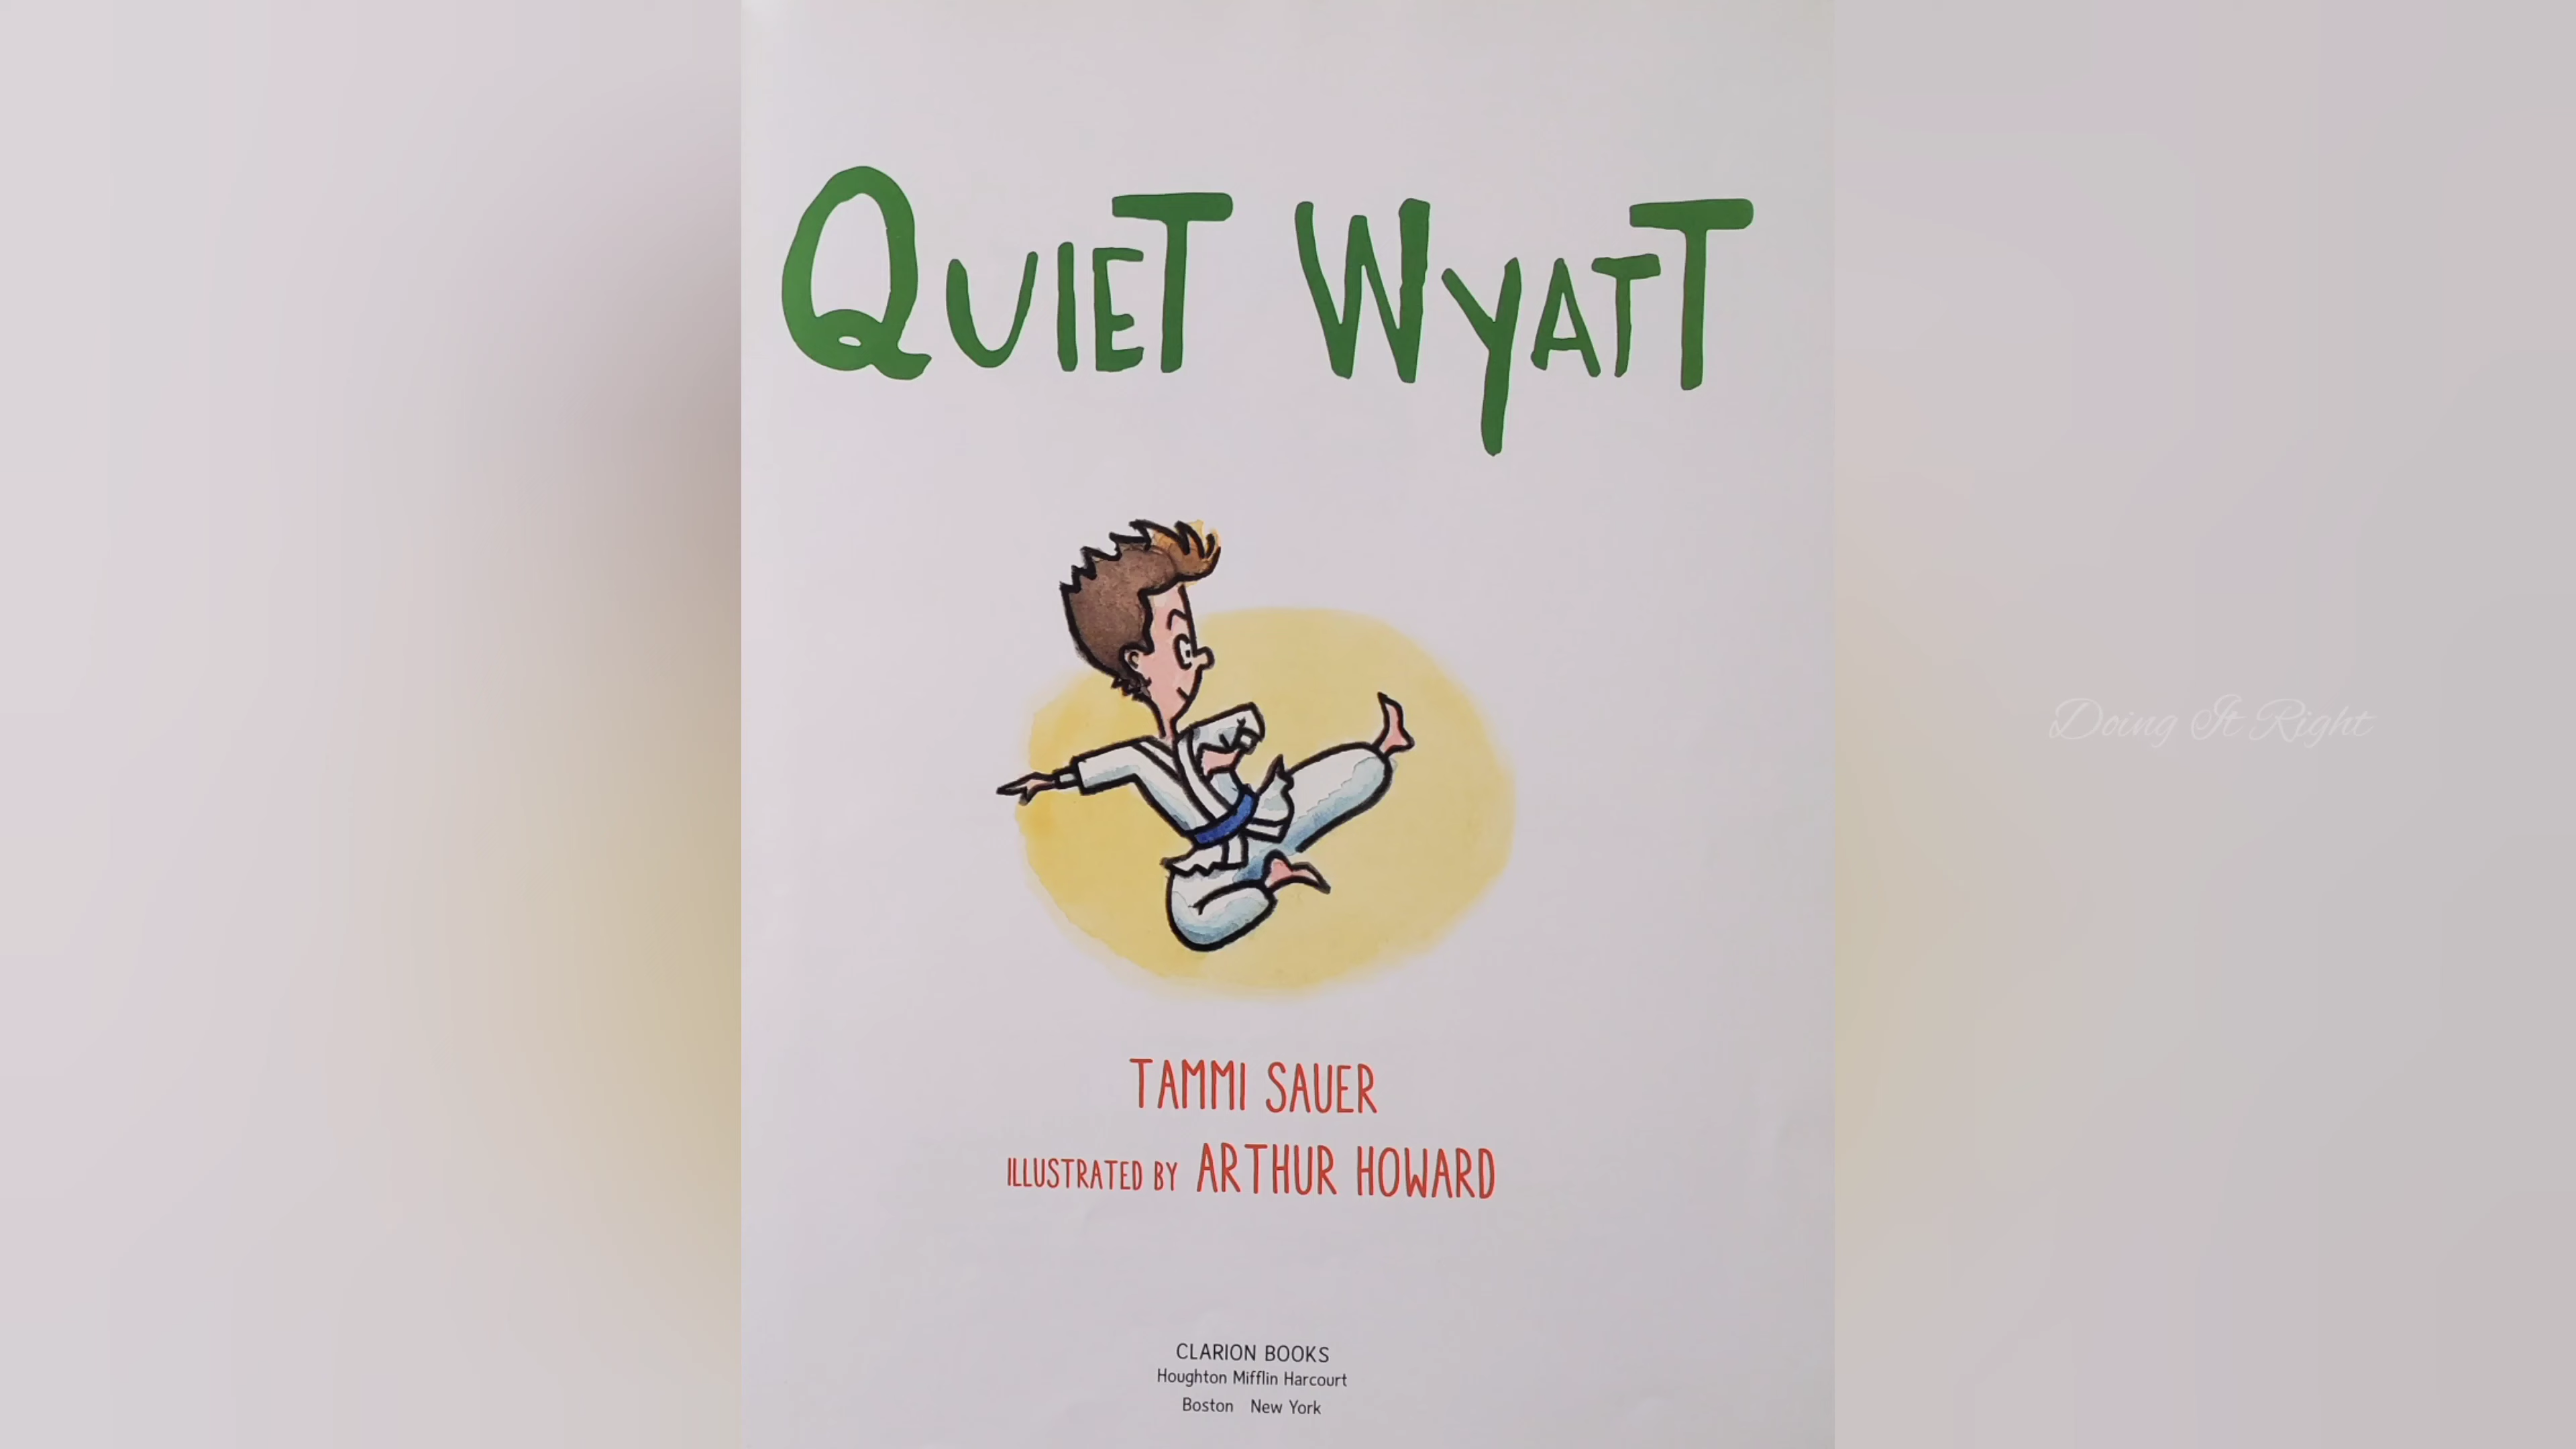 QUIET WYATT
TAMMI SAUER
ILLUSTRATED BY ARTHUR HOWARD
CLARION BOOKS
Houghton Mifflin Harcourt
Boston New York
Doing It Right